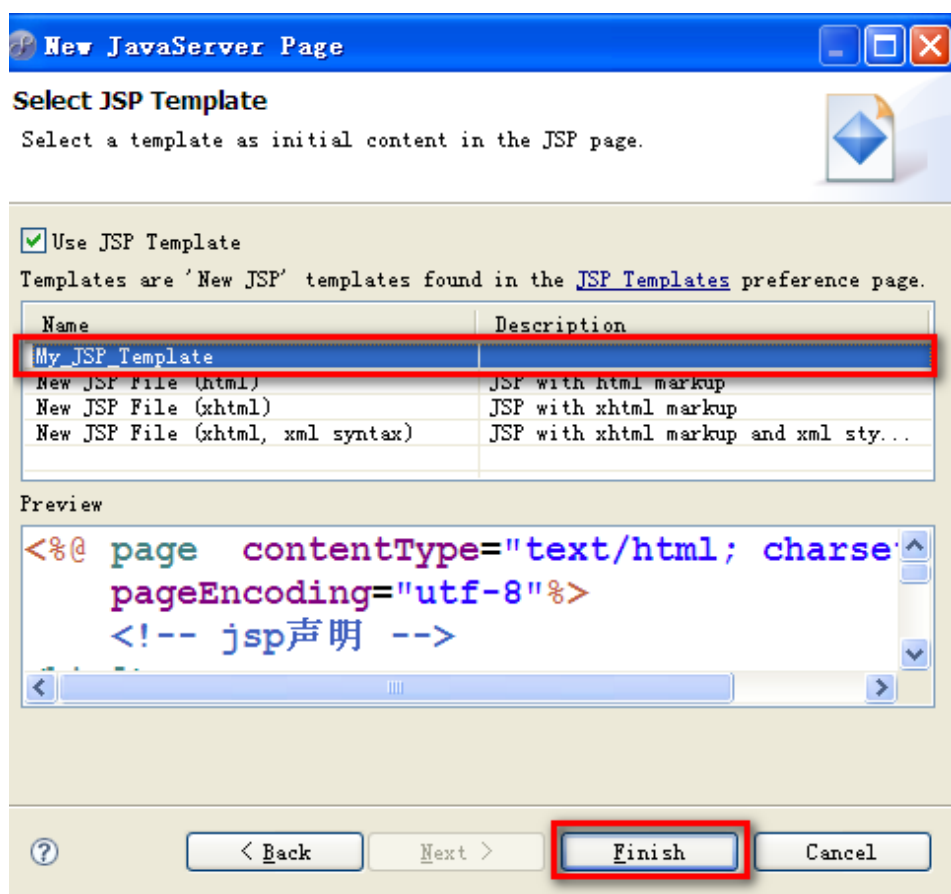 New JavaServer Page
Select JSP Template
Select a template as initial content in the JSP page.
Use JSP Template
Templates are 'New JSP' templates found in the JSP Templates preference page.
Name Description
My_JSP_Template
New JSP File (html) JSP with html markup
New JSP File (xhtml) JSP with xhtml markup
New JSP File (xhtml, xml syntax) JSP with xhtml markup and xml sty...
Preview
<%@ page contentType="text/html; charse
pageEncoding="utf-8"%>
<!-- jsp声明 -->
< Back Next > Finish Cancel